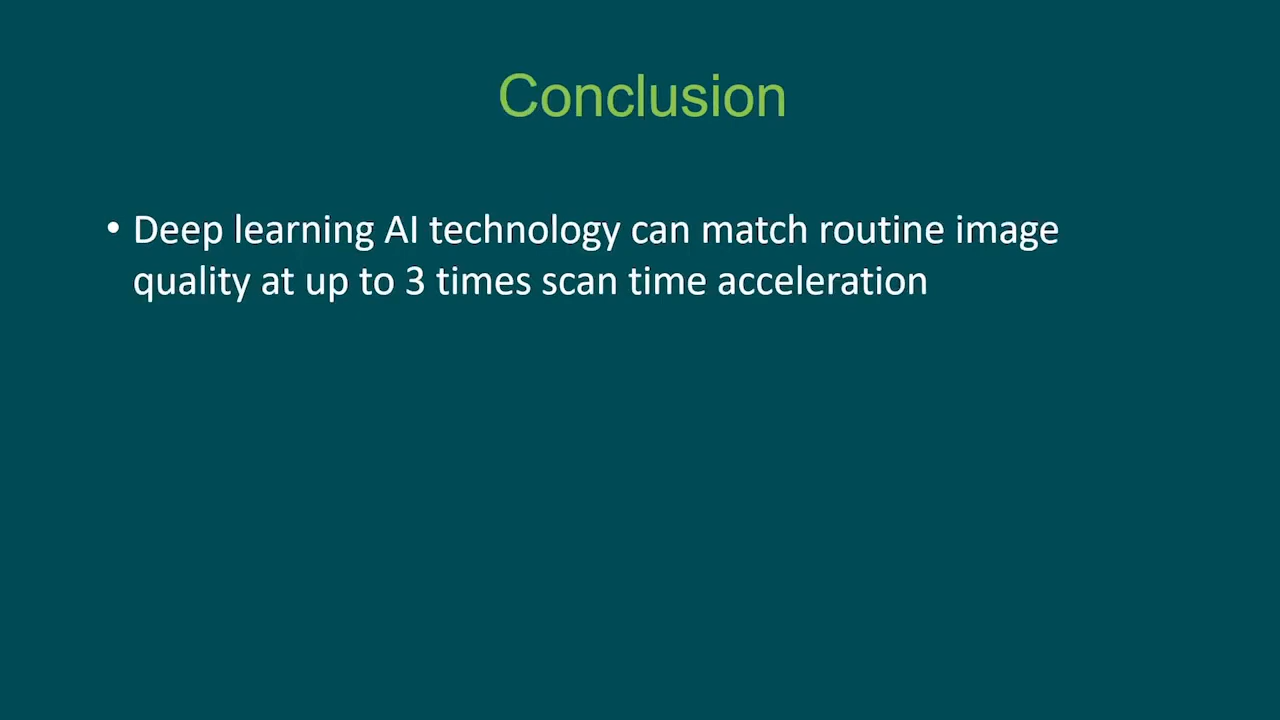 Conclusion
• Deep learning AI technology can match routine image
quality at up to 3 times scan time acceleration